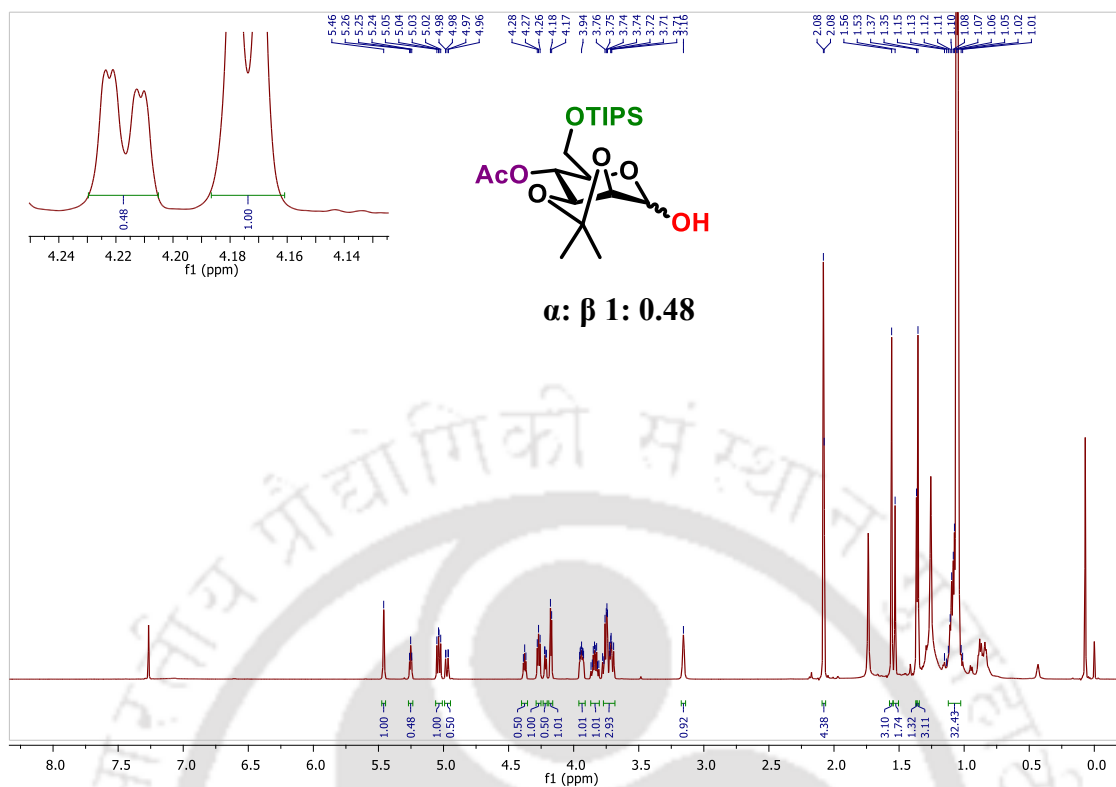 5.46 5.26 5.25 5.24 5.05 5.04 5.03 5.02 4.98 4.98 4.97 4.96 4.28 4.27 4.26 4.18 4.17 3.94 3.76 3.75 3.74 3.74 3.72 3.71 3.71 3.16 2.08 2.08 1.56 1.53 1.37 1.35 1.15 1.13 1.12 1.11 1.10 1.08 1.07 1.06 1.05 1.02 1.01
0.48 1.00
4.24 4.22 4.20 4.18 4.16 4.14
f1 (ppm)
OTIPS
AcO O O
O
OH
α: β 1: 0.48
प्रौद्योगिकी संस्थान
1.00 0.48 1.00 0.50 0.50 1.00 0.50 1.01 1.01 1.01 2.93 0.92 4.38 3.10 1.74 1.32 3.11 32.43
8.0 7.5 7.0 6.5 6.0 5.5 5.0 4.5 4.0 3.5 3.0 2.5 2.0 1.5 1.0 0.5 0.0
f1 (ppm)